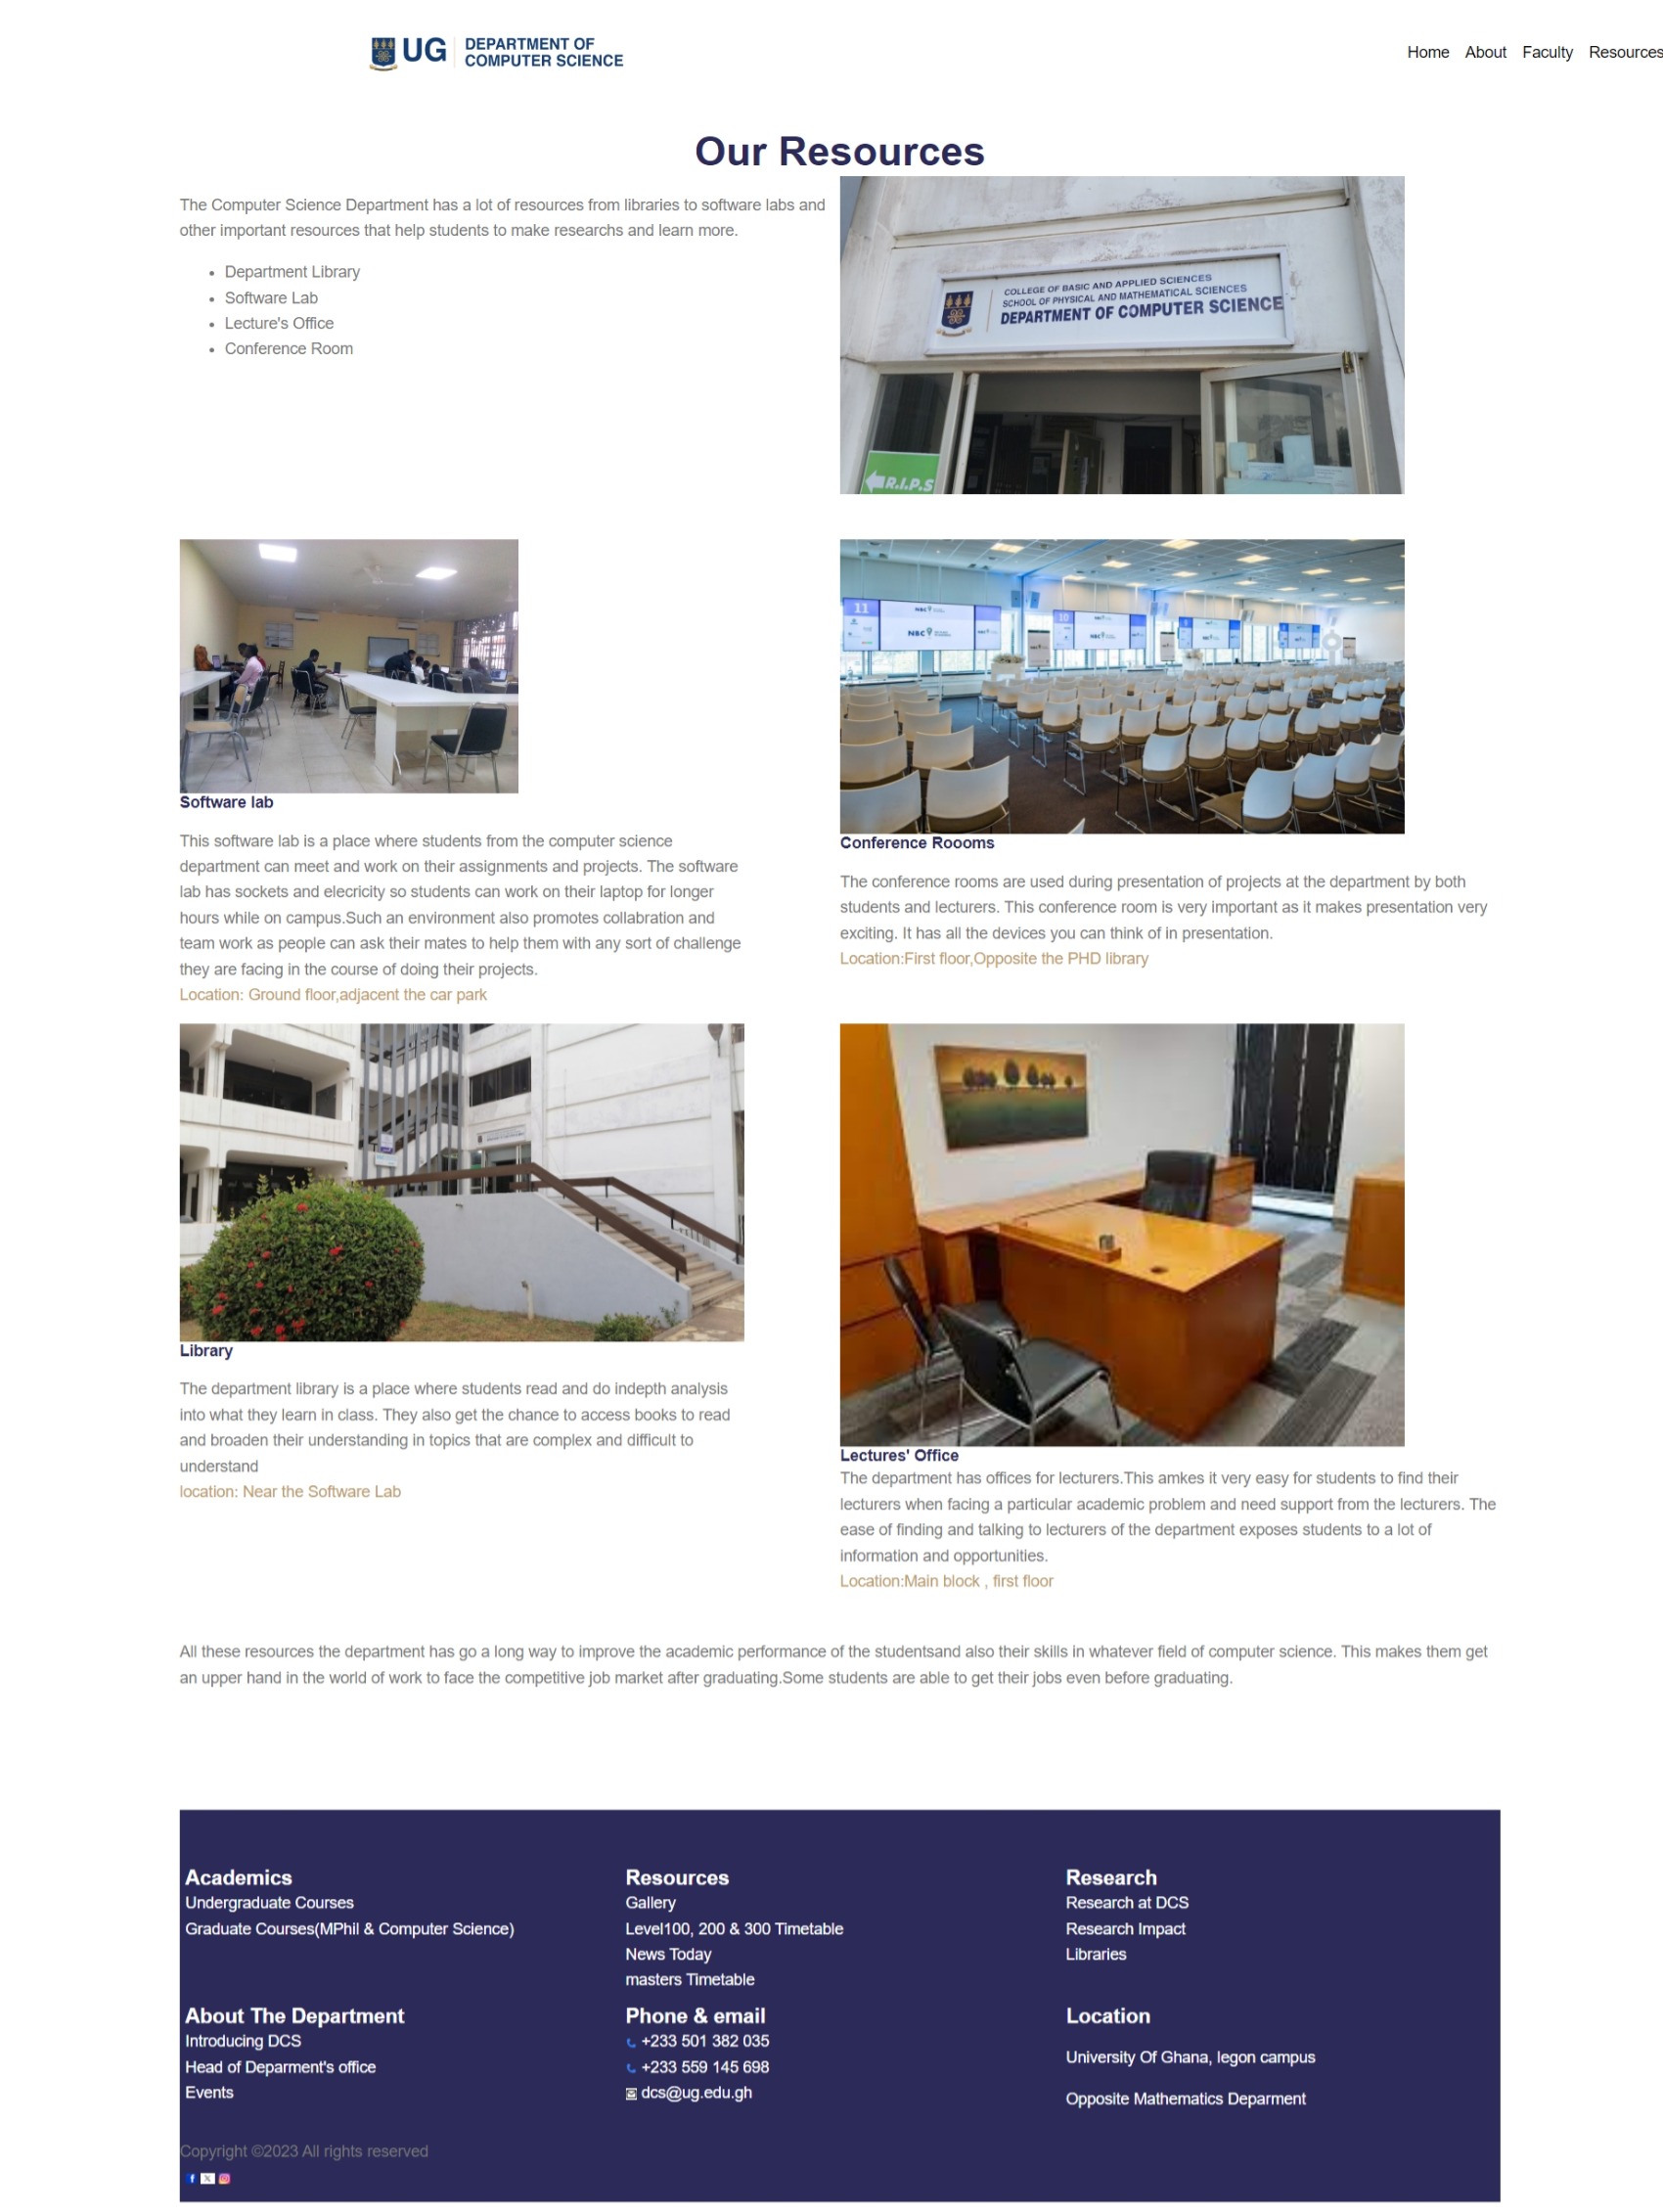 UG
DEPARTMENT OF
COMPUTER SCIENCE
Home About Faculty Resources
Our Resources
The Computer Science Department has a lot of resources from libraries to software labs and
other important resources that help students to make researchs and learn more.
• Department Library
• Software Lab
• Lecture's Office
• Conference Room
COLLEGE OF BASIC AND APPLIED SCIENCES
SCHOOL OF PHYSICAL AND MATHEMATICAL SCIENCES
DEPARTMENT OF COMPUTER SCIENCE
R.I.P.S
11
NBC
NBC
NBC
10
NBC
NBC
Software lab
This software lab is a place where students from the computer science
department can meet and work on their assignments and projects. The software
lab has sockets and elecricity so students can work on their laptop for longer
hours while on campus.Such an environment also promotes collabration and
team work as people can ask their mates to help them with any sort of challenge
they are facing in the course of doing their projects.
Location: Ground floor,adjacent the car park
Conference Roooms
The conference rooms are used during presentation of projects at the department by both
students and lecturers. This conference room is very important as it makes presentation very
exciting. It has all the devices you can think of in presentation.
Location:First floor,Opposite the PHD library
Library
The department library is a place where students read and do indepth analysis
into what they learn in class. They also get the chance to access books to read
and broaden their understanding in topics that are complex and difficult to
understand
location: Near the Software Lab
Lectures' Office
The department has offices for lecturers.This amkes it very easy for students to find their
lecturers when facing a particular academic problem and need support from the lecturers. The
ease of finding and talking to lecturers of the department exposes students to a lot of
information and opportunities.
Location:Main block , first floor
All these resources the department has go a long way to improve the academic performance of the studentsand also their skills in whatever field of computer science. This makes them get
an upper hand in the world of work to face the competitive job market after graduating.Some students are able to get their jobs even before graduating.
Academics
Undergraduate Courses
Graduate Courses(MPhil & Computer Science)
Resources
Gallery
Level100, 200 & 300 Timetable
News Today
masters Timetable
Research
Research at DCS
Research Impact
Libraries
About The Department
Introducing DCS
Head of Deparment's office
Events
Phone & email
+233 501 382 035
+233 559 145 698
dcs@ug.edu.gh
Location
University Of Ghana, legon campus
Opposite Mathematics Deparment
Copyright ©2023 All rights reserved